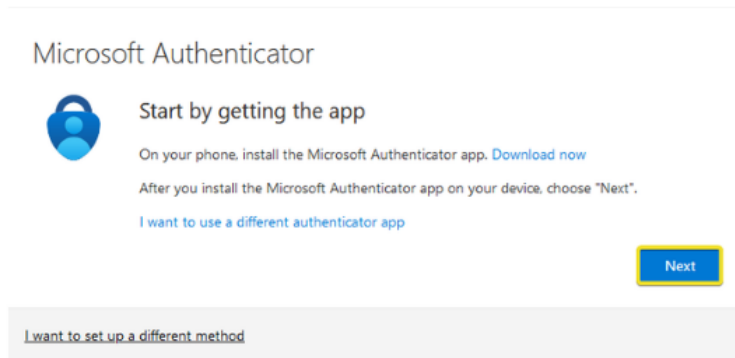 Microsoft Authenticator
Start by getting the app
On your phone, install the Microsoft Authenticator app. Download now
After you install the Microsoft Authenticator app on your device, choose "Next".
I want to use a different authenticator app
Next
I want to set up a different method